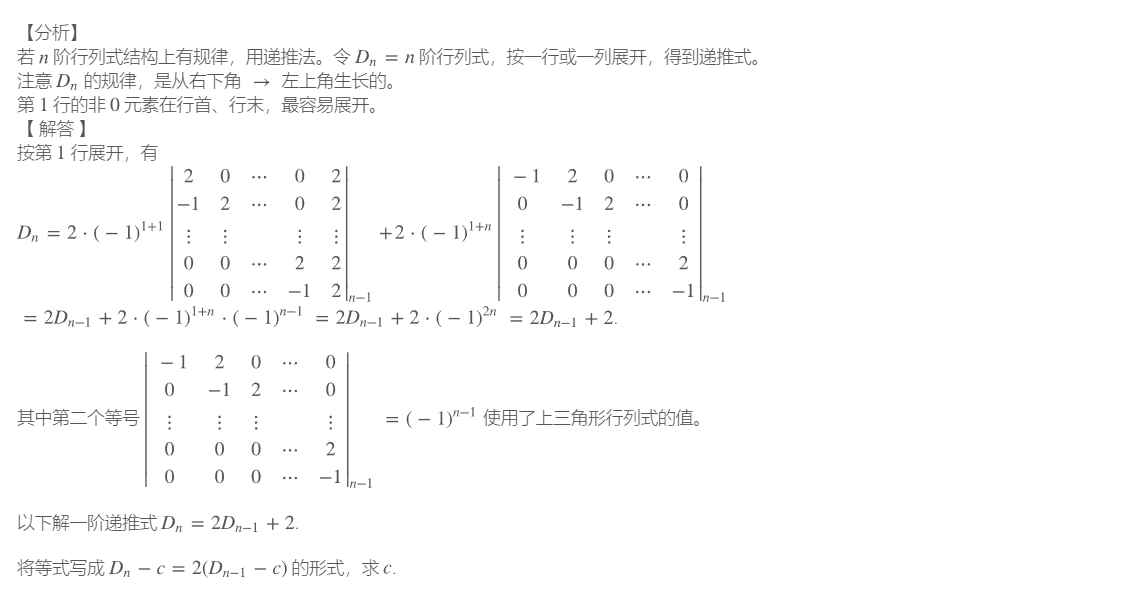 【分析】
若 n 阶行列式结构上有规律，用递推法。令 Dₙ = n 阶行列式，按一行或一列展开，得到递推式。
注意 Dₙ 的规律，是从右下角 → 左上角生长的。
第 1 行的非 0 元素在行首、行末，最容易展开。
【 解答 】
按第 1 行展开，有
$D_n = 2 \cdot (-1)^{1+1} \begin{vmatrix} 2 & 0 & \cdots & 0 & 2 \\ -1 & 2 & \cdots & 0 & 2 \\ \vdots & \vdots & & \vdots & \vdots \\ 0 & 0 & \cdots & 2 & 2 \\ 0 & 0 & \cdots & -1 & 2 \end{vmatrix}_{n-1} + 2 \cdot (-1)^{1+n} \begin{vmatrix} -1 & 2 & 0 & \cdots & 0 \\ 0 & -1 & 2 & \cdots & 0 \\ \vdots & \vdots & \vdots & & \vdots \\ 0 & 0 & 0 & \cdots & 2 \\ 0 & 0 & 0 & \cdots & -1 \end{vmatrix}_{n-1}$
$= 2D_{n-1} + 2 \cdot (-1)^{1+n} \cdot (-1)^{n-1} = 2D_{n-1} + 2 \cdot (-1)^{2n} = 2D_{n-1} + 2.$
其中第二个等号 $\begin{vmatrix} -1 & 2 & 0 & \cdots & 0 \\ 0 & -1 & 2 & \cdots & 0 \\ \vdots & \vdots & \vdots & & \vdots \\ 0 & 0 & 0 & \cdots & 2 \\ 0 & 0 & 0 & \cdots & -1 \end{vmatrix}_{n-1} = (-1)^{n-1}$ 使用了上三角形行列式的值。
以下解一阶递推式 $D_n = 2D_{n-1} + 2.$
将等式写成 $D_n - c = 2(D_{n-1} - c)$ 的形式，求 c.